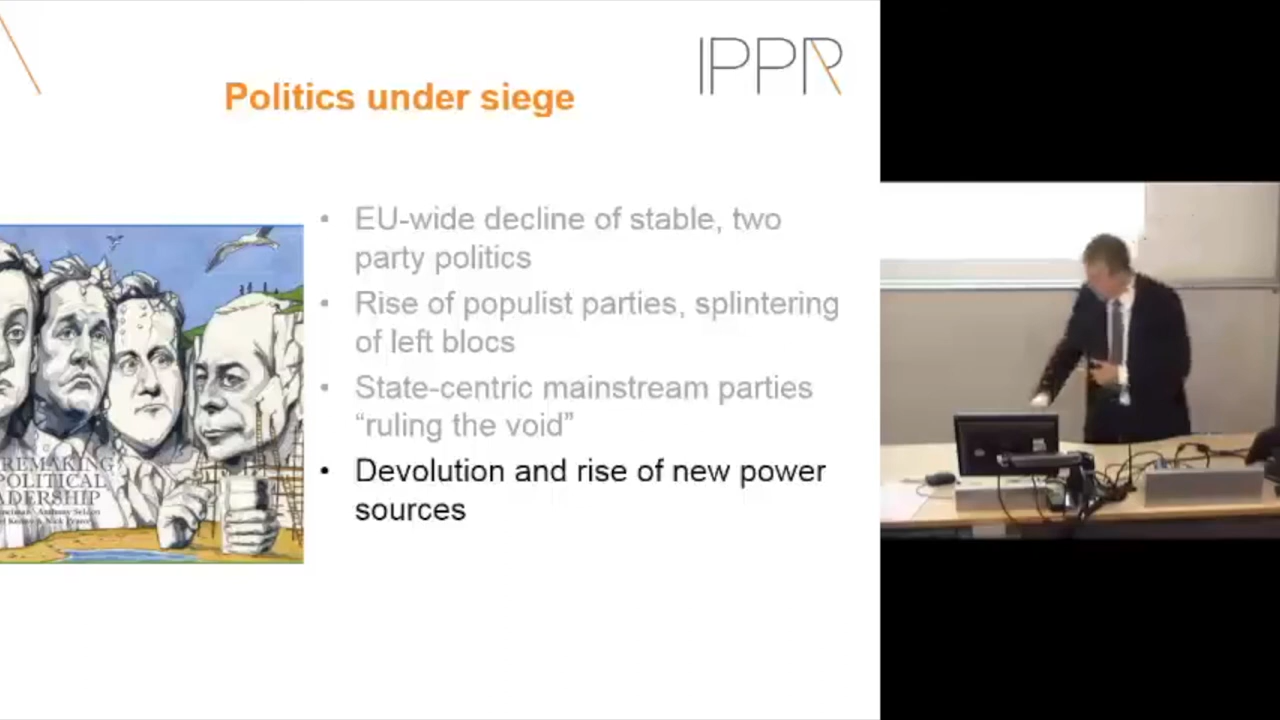 IPPR
Politics under siege
• EU-wide decline of stable, two
party politics
• Rise of populist parties, splintering
of left blocs
• State-centric mainstream parties
“ruling the void”
• Devolution and rise of new power
sources
REMAKING
POLITICAL
ADERSHIP